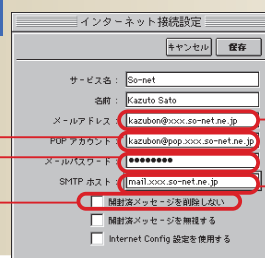 インターネット接続設定
キャンセル 保存
サービス名： So-net
名前： Kazuto Sato
メールアドレス： kazubon@xxx.so-net.ne.jp
POP アカウント： kazubon@pop.xxx.so-net.ne.jp
メールパスワード： ●●●●●●●●
SMTP ホスト： mail.xxx.so-net.ne.jp
開封済メッセージを削除しない
開封済メッセージを無視する
Internet Config 設定を使用する